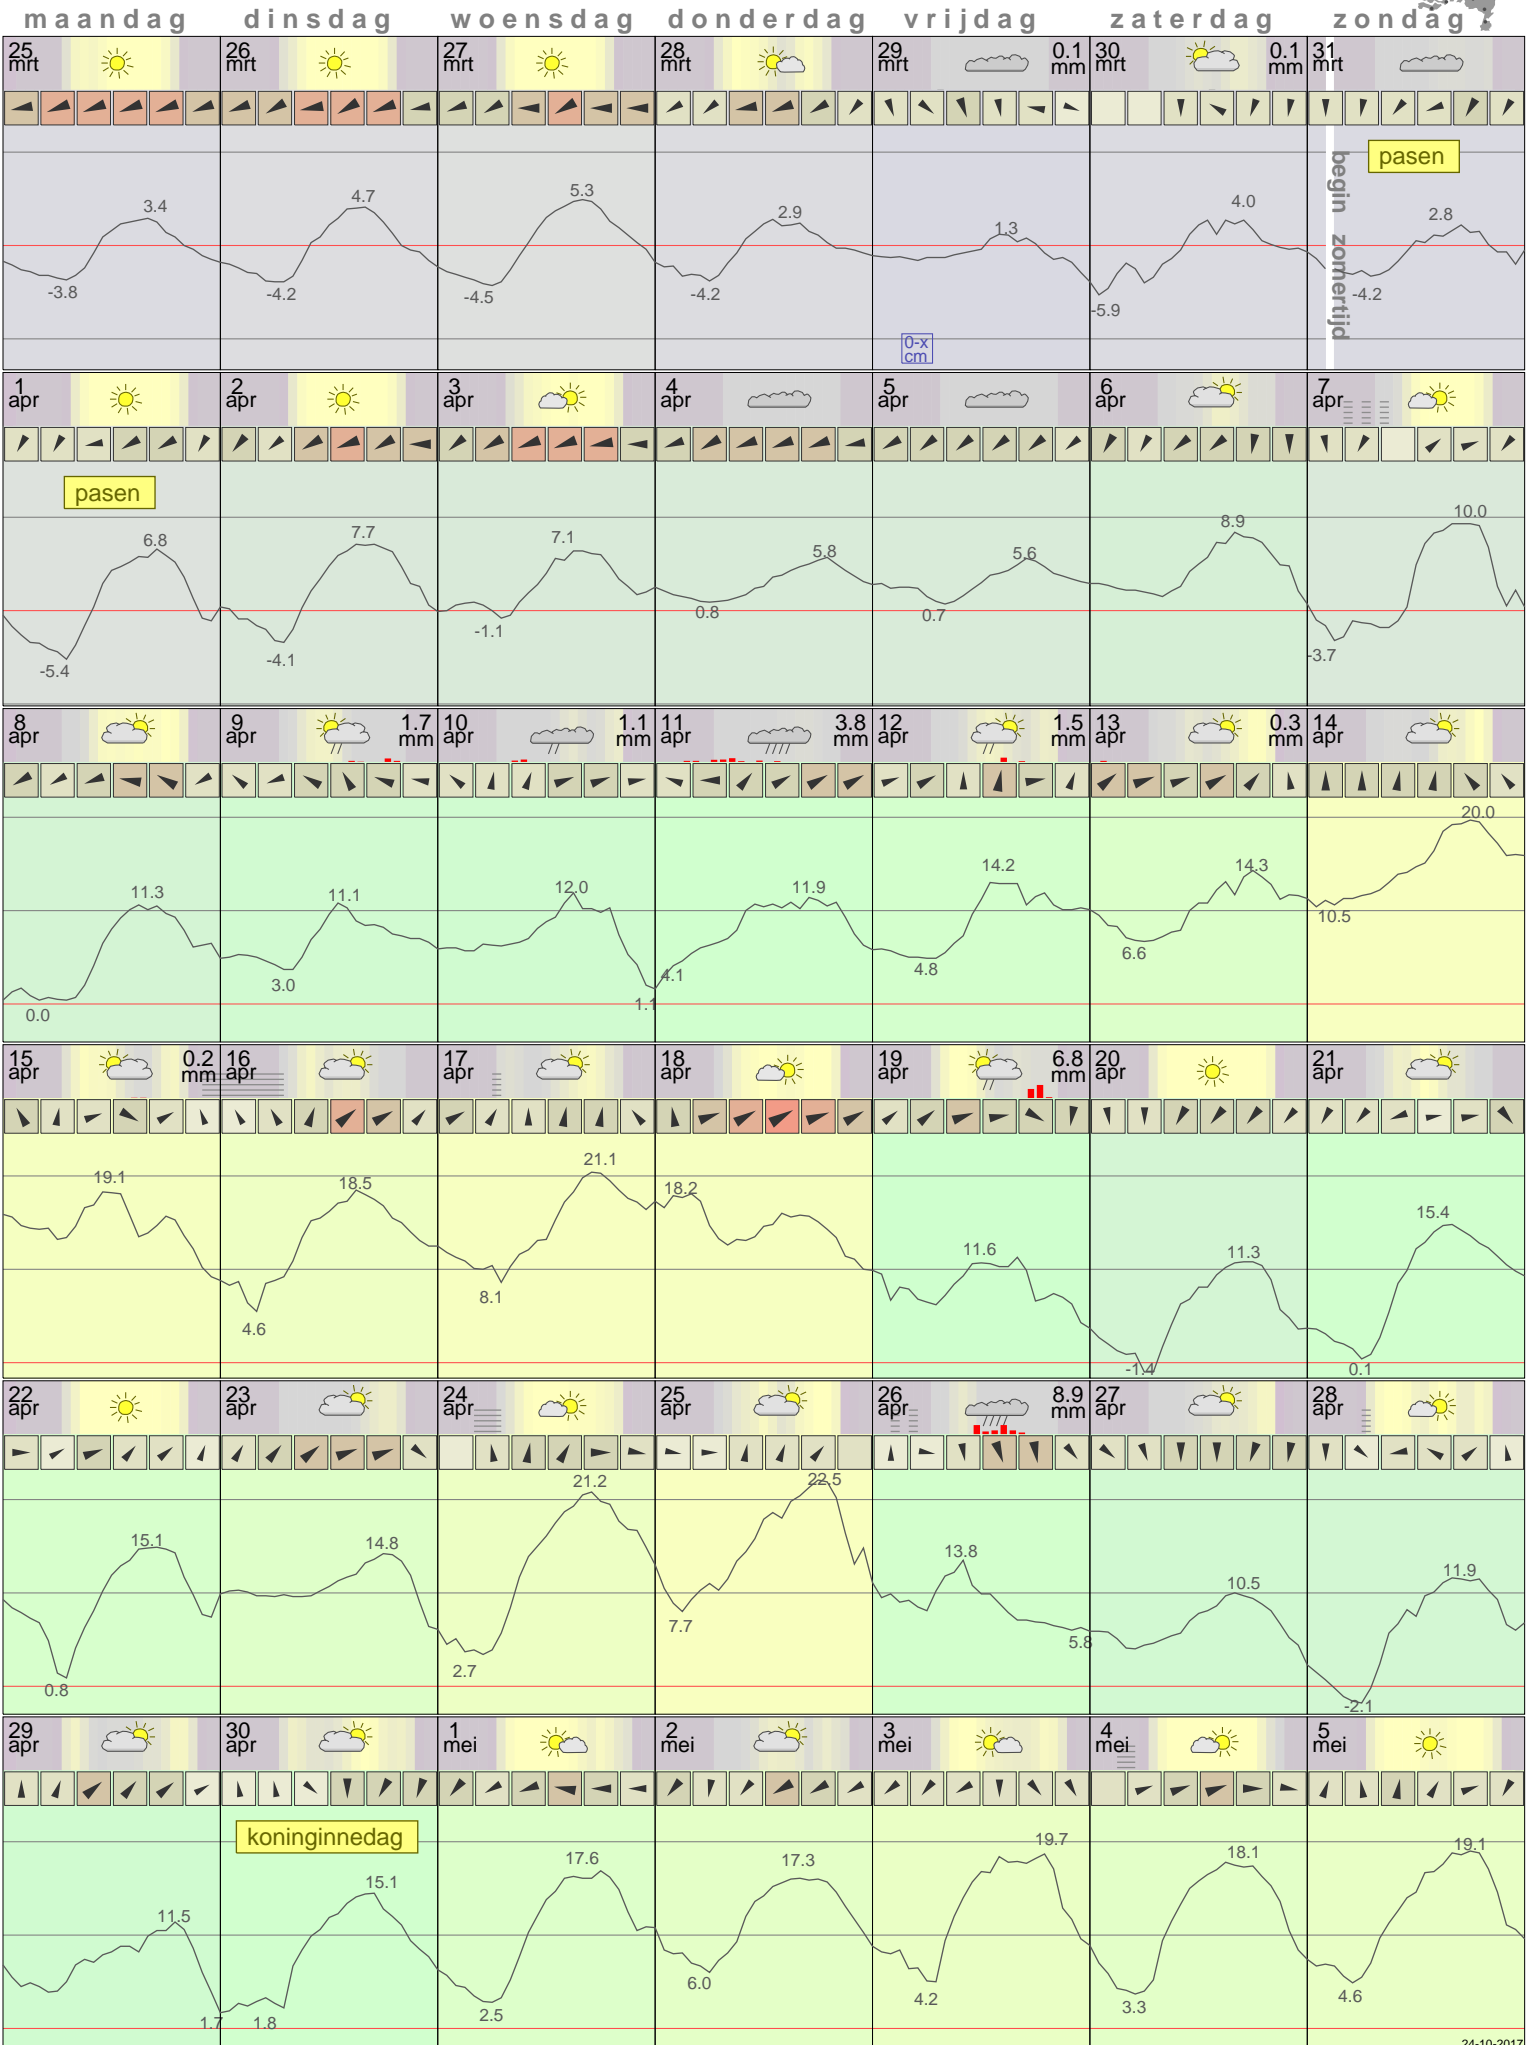 maandag dinsdag woensdag donderdag vrijdag zaterdag zondag
25 26 27 28 29 0.1 30 0.1 31
mrt mrt mrt mrt mrt mm mrt mm mrt
begin zomertijd
pasen
3.4 4.7 5.3 2.9 1.3 4.0 2.8
-3.8 -4.2 -4.5 -4.2 -5.9 -4.2
0-x
cm
1 2 3 4 5 6 7
apr apr apr apr apr apr apr
pasen
6.8 7.7 7.1 5.8 5.6 8.9 10.0
-5.4 -4.1 -1.1 0.8 0.7 -3.7
8 9 1.7 10 1.1 11 3.8 12 1.5 13 0.3 14
apr apr mm apr mm apr mm apr mm apr mm apr
11.3 11.1 12.0 11.9 14.2 14.3 20.0
0.0 3.0 1.1 4.1 4.8 6.6 10.5
15 0.2 16 17 18 19 6.8 20 21
apr mm apr apr apr apr mm apr apr
19.1 18.5 21.1 18.2 11.6 11.3 15.4
4.6 8.1 -1.4 0.1
22 23 24 25 26 8.9 27 28
apr apr apr apr apr mm apr apr
15.1 14.8 21.2 22.5 13.8 10.5 11.9
0.8 2.7 7.7 5.8 -2.1
29 30 1 2 3 4 5
apr apr mei mei mei mei mei
koninginnedag
11.5 15.1 17.6 17.3 19.7 18.1 19.1
1.7 1.8 2.5 6.0 4.2 3.3 4.6
24-10-2017